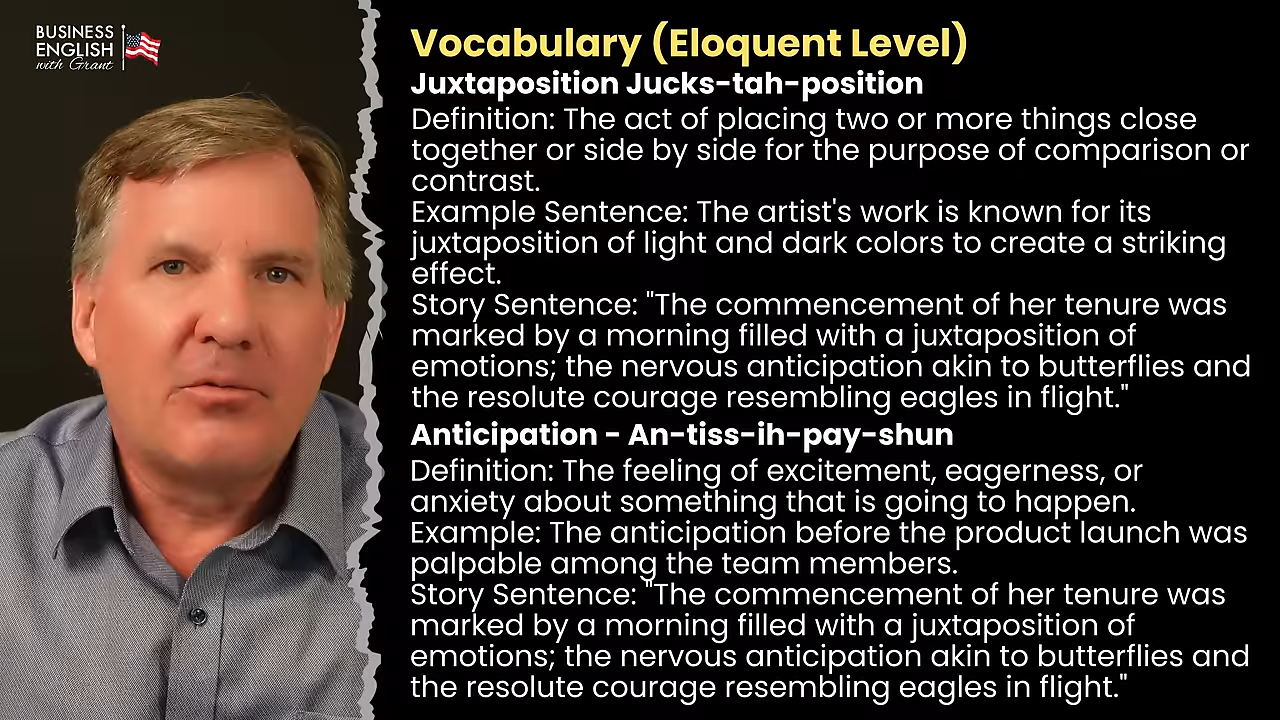 BUSINESS
ENGLISH
with Grant
Vocabulary (Eloquent Level)
Juxtaposition Jucks-tah-position
Definition: The act of placing two or more things close
together or side by side for the purpose of comparison or
contrast.
Example Sentence: The artist's work is known for its
juxtaposition of light and dark colors to create a striking
effect.
Story Sentence: "The commencement of her tenure was
marked by a morning filled with a juxtaposition of
emotions; the nervous anticipation akin to butterflies and
the resolute courage resembling eagles in flight."
Anticipation - An-tiss-ih-pay-shun
Definition: The feeling of excitement, eagerness, or
anxiety about something that is going to happen.
Example: The anticipation before the product launch was
palpable among the team members.
Story Sentence: "The commencement of her tenure was
marked by a morning filled with a juxtaposition of
emotions; the nervous anticipation akin to butterflies and
the resolute courage resembling eagles in flight."